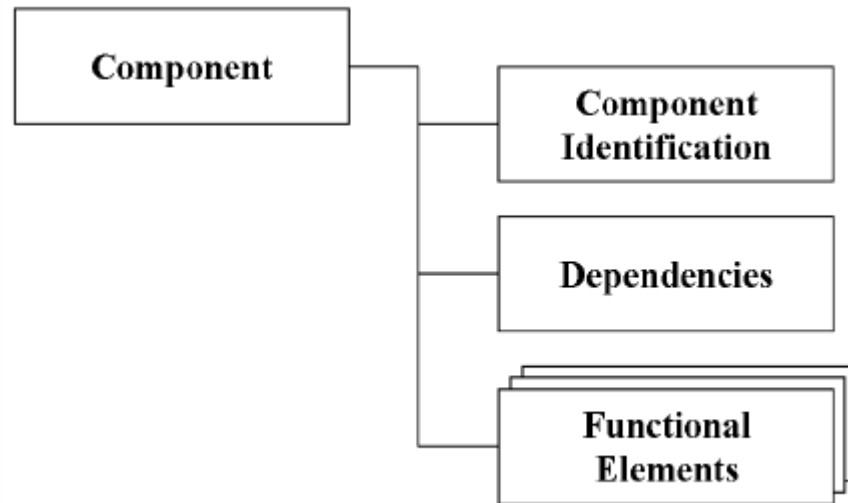 Component
Component
Identification
Dependencies
Functional
Elements